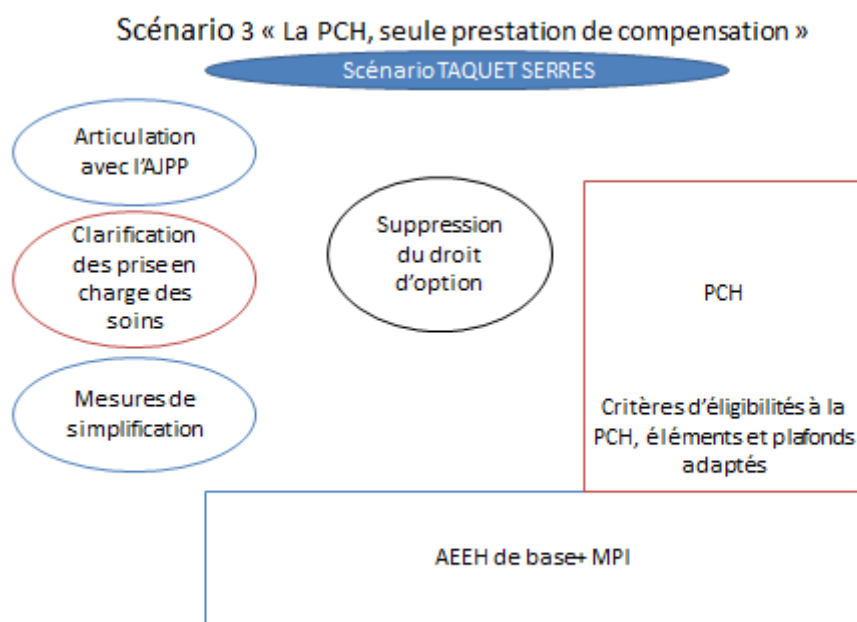 Scénario 3 « La PCH, seule prestation de compensation »
Scénario TAQUET SERRES
Articulation
avec l'AJPP
Clarification
des prise en
charge des
soins
Mesures de
simplification
Suppression
du droit
d'option
PCH
Critères d'éligibilités à la
PCH, éléments et plafonds
adaptés
AEEH de base+ MPI